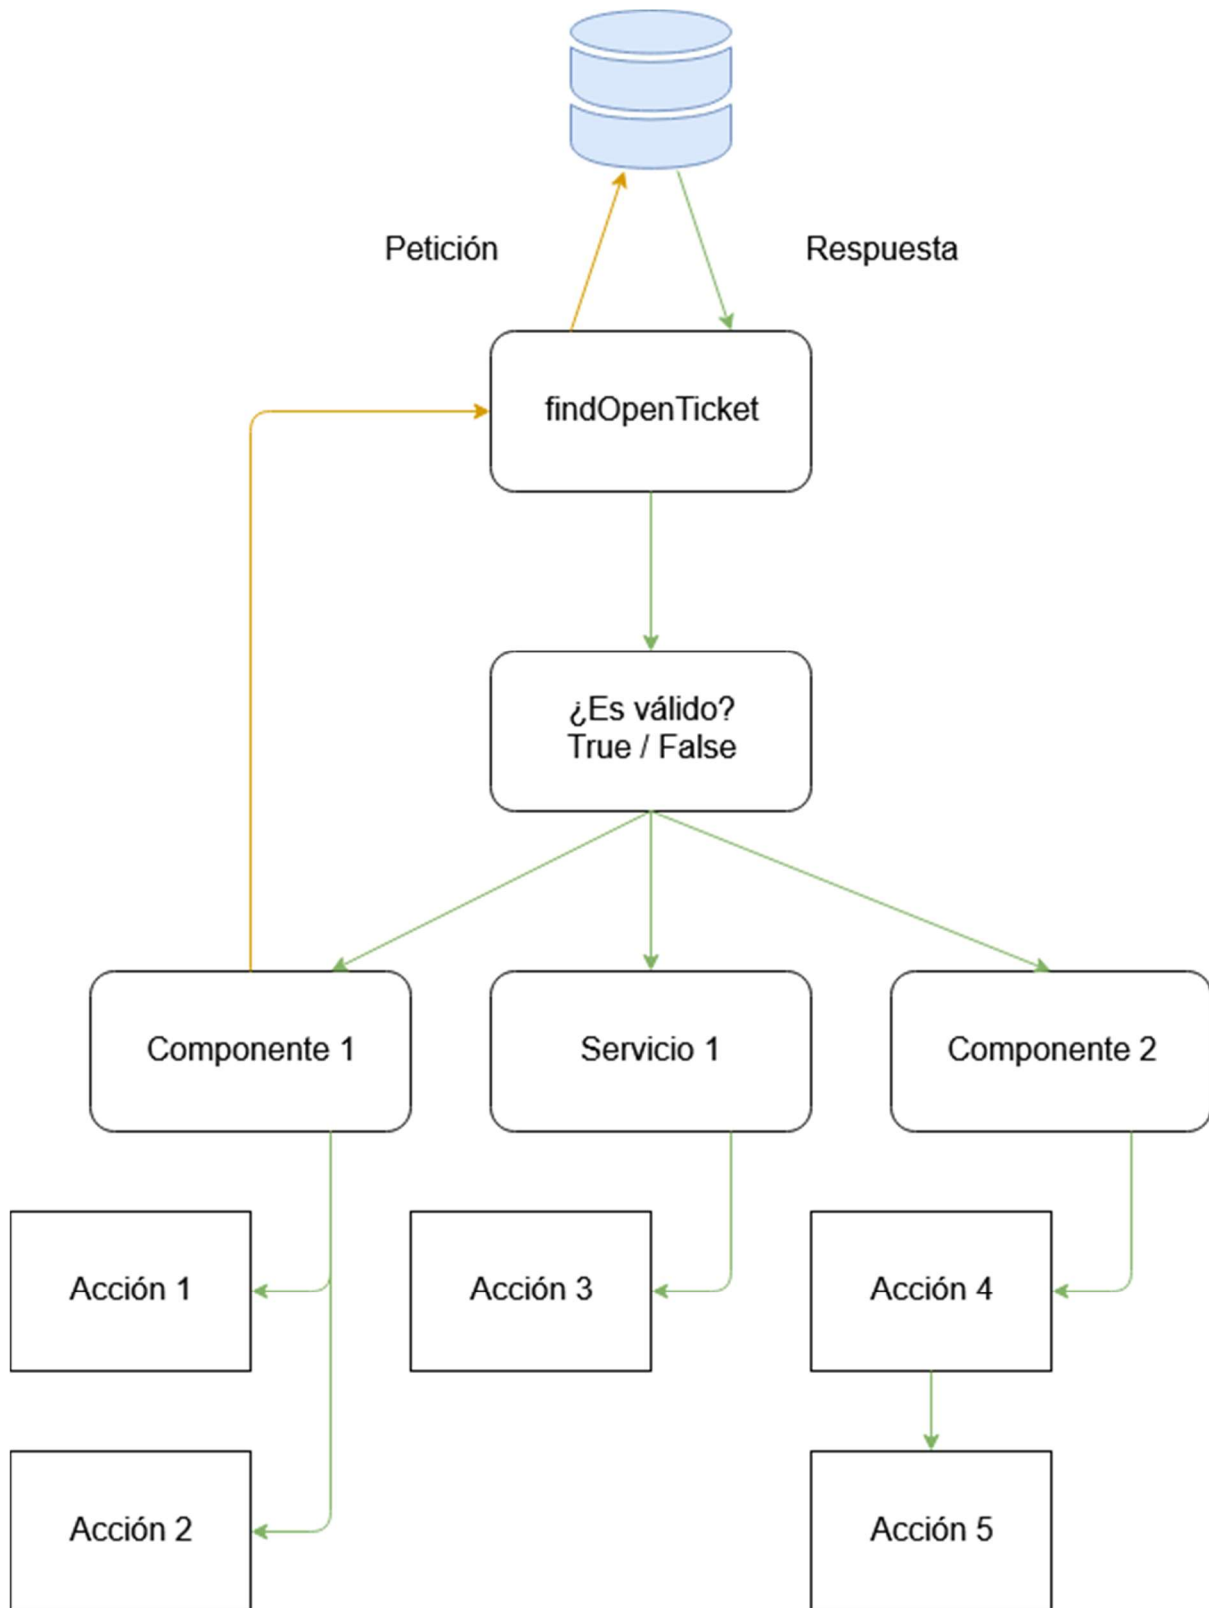 Petición
Respuesta
findOpenTicket
¿Es válido?
True / False
Componente 1
Servicio 1
Componente 2
Acción 1
Acción 3
Acción 4
Acción 2
Acción 5